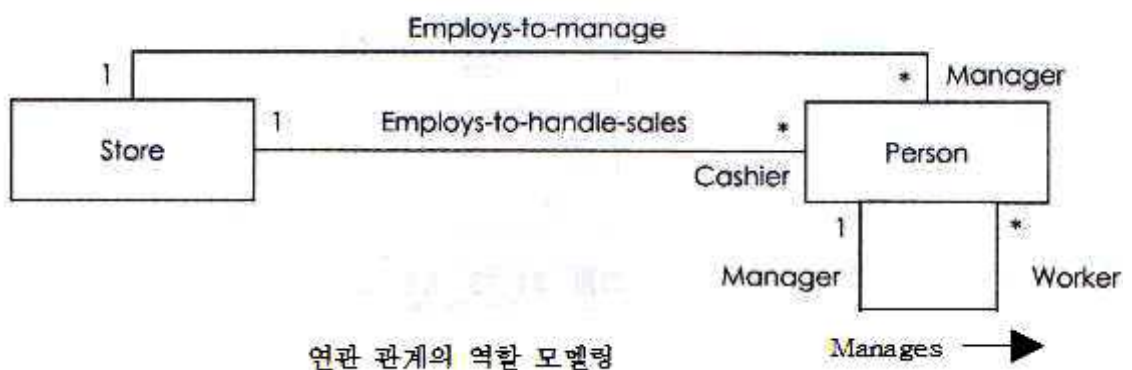 Employs-to-manage
1
* Manager
1 Employs-to-handle-sales *
Store
Person
Cashier
1 *
Manager Worker
연관 관계의 역할 모델링
Manages